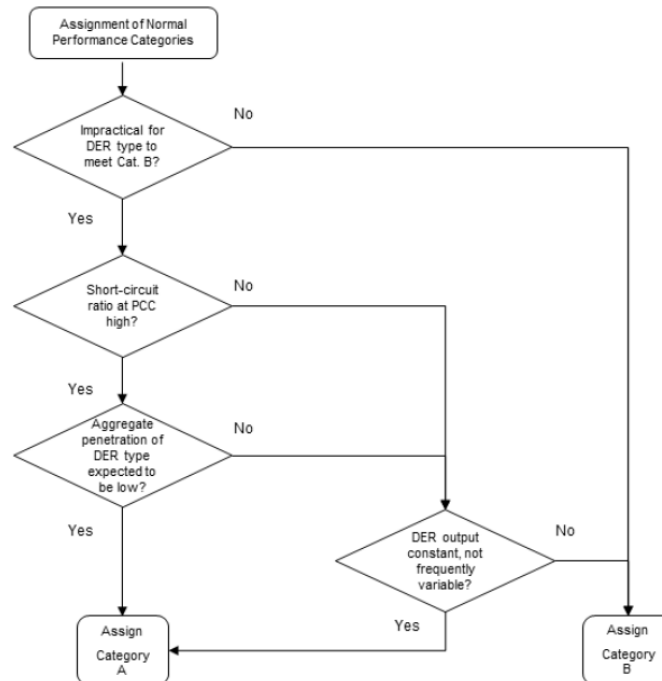 Assignment of Normal
Performance Categories
No
Impractical for
DER type to
meet Cat. B?
Yes
Short-circuit
ratio at PCC
high?
No
Yes
Aggregate
penetration of
DER type
expected to
be low?
No
Yes
DER output
constant, not
frequently
variable?
No
Yes
Assign
Category
A
Assign
Category
B